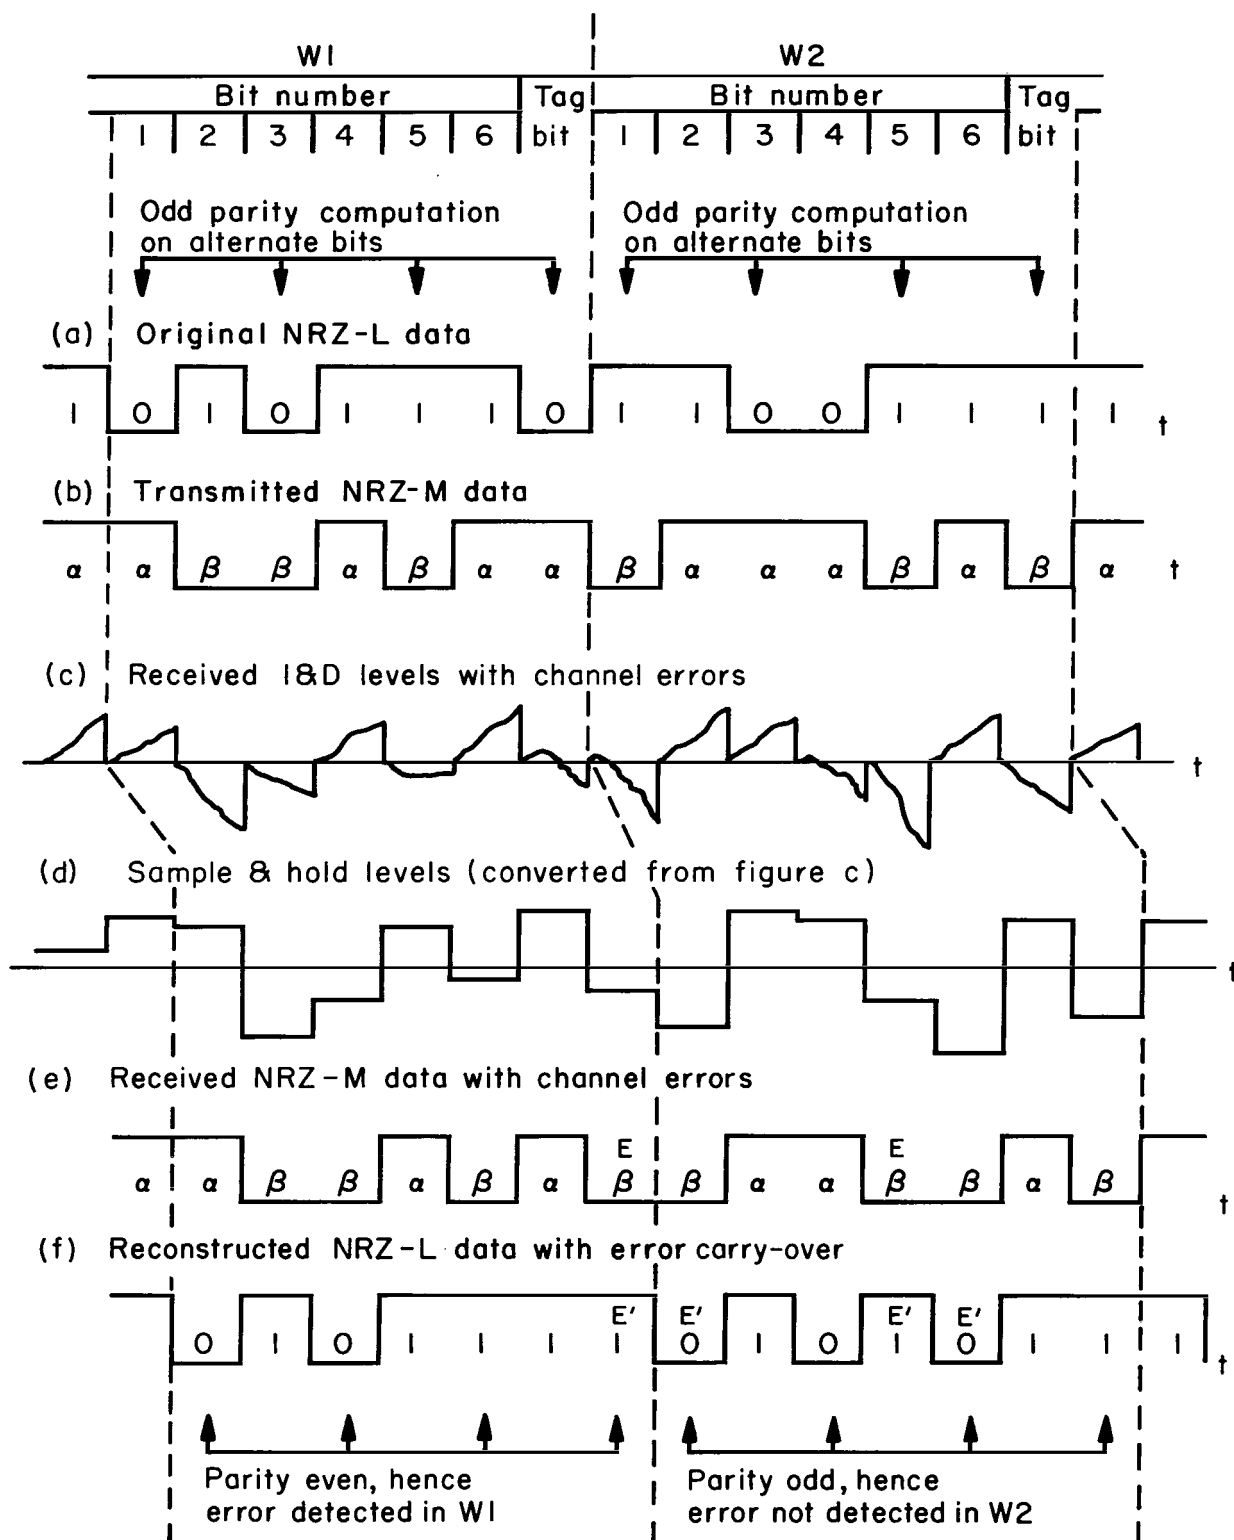 W1 W2
Bit number Tag Bit number Tag
1 2 3 4 5 6 bit 1 2 3 4 5 6 bit
Odd parity computation Odd parity computation
on alternate bits on alternate bits
(a) Original NRZ-L data
1 0 1 0 1 1 1 0 1 1 0 0 1 1 1 1 t
(b) Transmitted NRZ-M data
α α β β α β α α β α α α β α β α t
(c) Received I&D levels with channel errors
t
(d) Sample & hold levels (converted from figure c)
t
(e) Received NRZ-M data with channel errors
E E
α α β β α β α β β α α β β α β t
(f) Reconstructed NRZ-L data with error carry-over
E' E' E' E'
0 1 0 1 1 1 1 0 1 0 1 0 1 1 1 t
Parity even, hence Parity odd, hence
error detected in W1 error not detected in W2